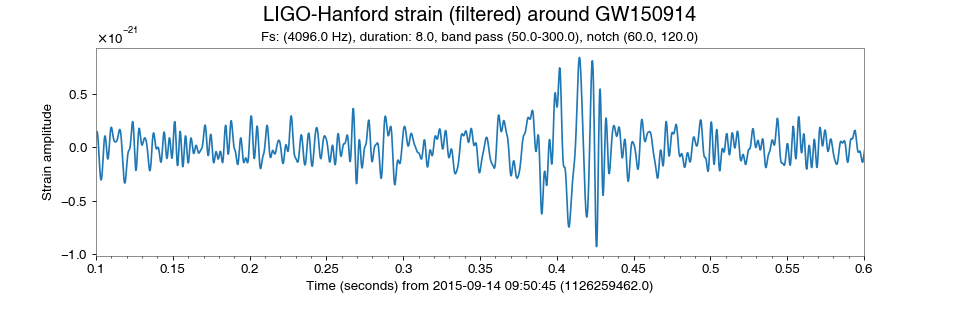 LIGO-Hanford strain (filtered) around GW150914
Fs: (4096.0 Hz), duration: 8.0, band pass (50.0-300.0), notch (60.0, 120.0)
×10⁻²¹
Strain amplitude
0.5
0.0
−0.5
−1.0
0.1 0.15 0.2 0.25 0.3 0.35 0.4 0.45 0.5 0.55 0.6
Time (seconds) from 2015-09-14 09:50:45 (1126259462.0)